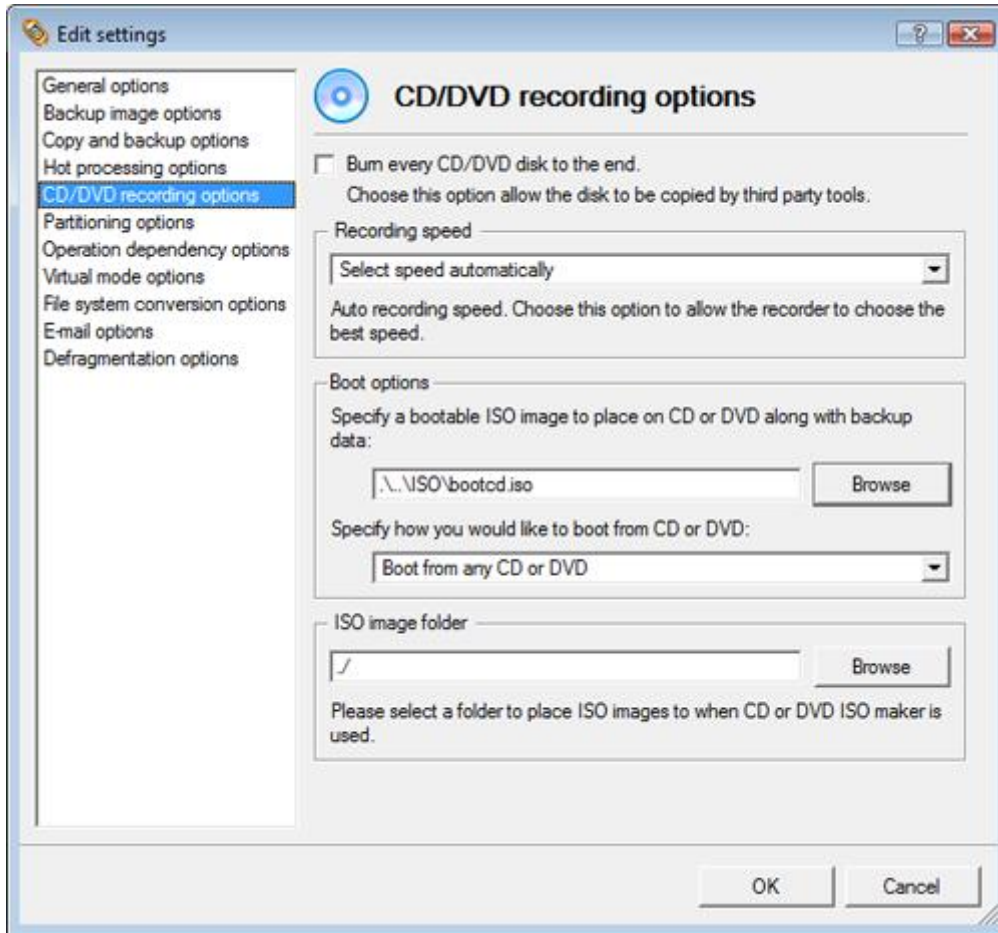 Edit settings
General options
Backup image options
Copy and backup options
Hot processing options
CD/DVD recording options
Partitioning options
Operation dependency options
Virtual mode options
File system conversion options
E-mail options
Defragmentation options
CD/DVD recording options
Burn every CD/DVD disk to the end.
Choose this option allow the disk to be copied by third party tools.
Recording speed
Select speed automatically
Auto recording speed. Choose this option to allow the recorder to choose the
best speed.
Boot options
Specify a bootable ISO image to place on CD or DVD along with backup
data:
.\..\ISO\bootcd.iso
Browse
Specify how you would like to boot from CD or DVD:
Boot from any CD or DVD
ISO image folder
./
Browse
Please select a folder to place ISO images to when CD or DVD ISO maker is
used.
OK
Cancel